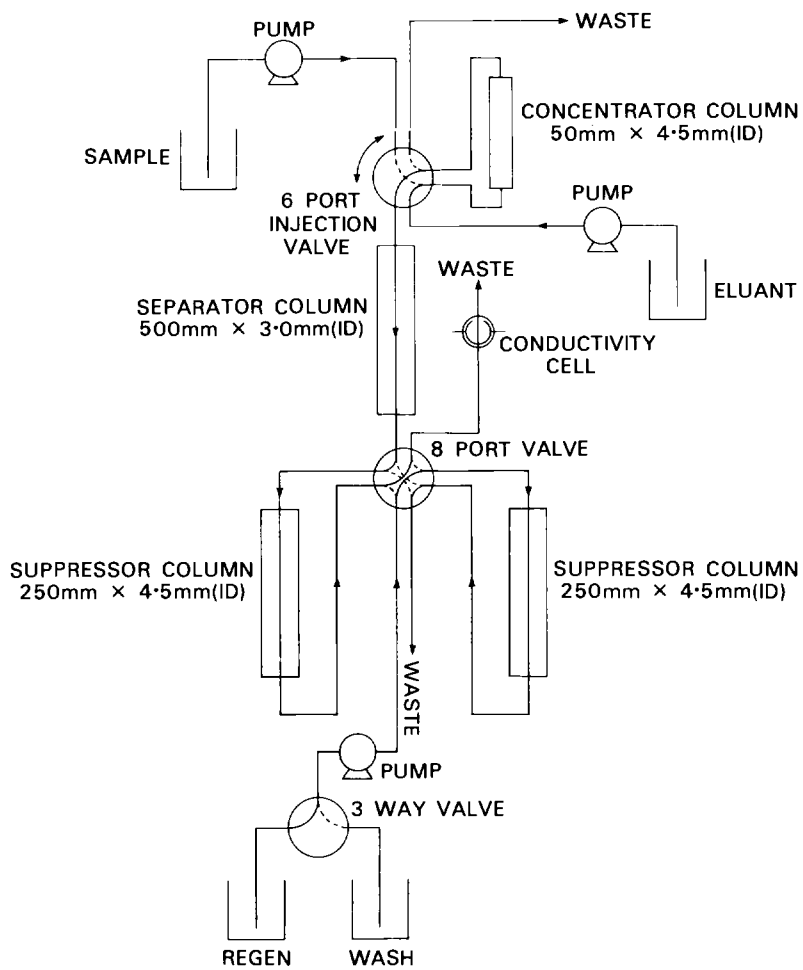 WASTE
PUMP
CONCENTRATOR COLUMN
50mm × 4·5mm(ID)
SAMPLE
6 PORT
INJECTION
VALVE
PUMP
WASTE
ELUANT
SEPARATOR COLUMN
500mm × 3·0mm(ID)
CONDUCTIVITY
CELL
8 PORT VALVE
SUPPRESSOR COLUMN
250mm × 4·5mm(ID)
SUPPRESSOR COLUMN
250mm × 4·5mm(ID)
WASTE
PUMP
3 WAY VALVE
REGEN
WASH